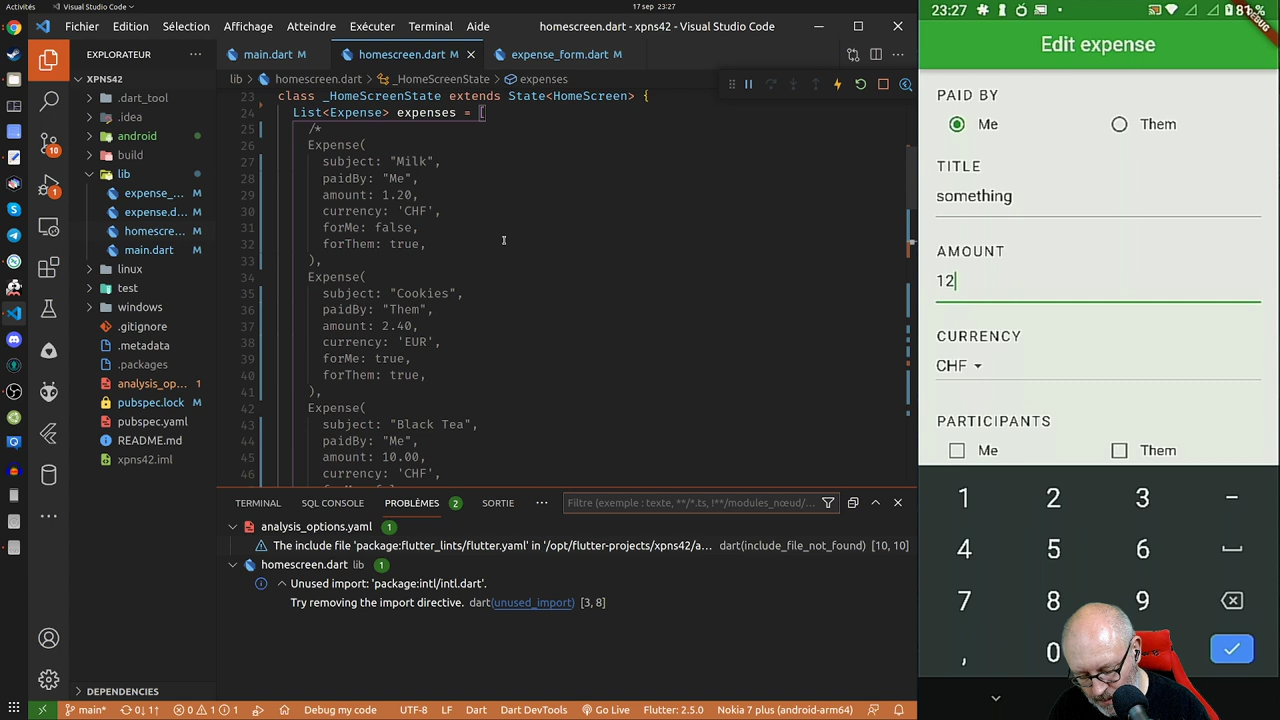 Activités
Visual Studio Code
17 sep 23:27
Fichier Edition Sélection Affichage Atteindre Exécuter Terminal Aide
homescreen.dart - xpns42 - Visual Studio Code
EXPLORATEUR
main.dart M
homescreen.dart M
expense_form.dart M
XPNS42
lib > homescreen.dart > _HomeScreenState > expenses
.dart_tool
.idea
android
build
lib
expense_... M
expense.d... M
homescre... M
main.dart M
linux
test
windows
.gitignore
.metadata
.packages
analysis_op... 1
pubspec.lock M
pubspec.yaml
README.md
xpns42.iml
DEPENDENCIES
10
1
23 class _HomeScreenState extends State<HomeScreen> {
24 List<Expense> expenses = [
25 /*
26 Expense(
27 subject: "Milk",
28 paidBy: "Me",
29 amount: 1.20,
30 currency: 'CHF',
31 forMe: false,
32 forThem: true,
33 ),
34 Expense(
35 subject: "Cookies",
36 paidBy: "Them",
37 amount: 2.40,
38 currency: 'EUR',
39 forMe: true,
40 forThem: true,
41 ),
42 Expense(
43 subject: "Black Tea",
44 paidBy: "Me",
45 amount: 10.00,
46 currency: 'CHF',
TERMINAL SQL CONSOLE PROBLÈMES 2 SORTIE
Filtre (exemple : texte, **/*.ts, !**/modules_nœud/...
analysis_options.yaml 1
The include file 'package:flutter_lints/flutter.yaml' in '/opt/flutter-projects/xpns42/a... dart(include_file_not_found) [10, 10]
homescreen.dart lib 1
Unused import: 'package:intl/intl.dart'.
Try removing the import directive. dart(unused_import) [3, 8]
main* 0↓ 1↑ 0 1 1 Debug my code UTF-8 LF Dart Dart DevTools Go Live Flutter: 2.5.0 Nokia 7 plus (android-arm64)
23:27
81%
Edit expense
PAID BY
Me Them
TITLE
something
AMOUNT
12
CURRENCY
CHF
PARTICIPANTS
Me Them
1 2 3 −
4 5 6
7 8 9
, 0